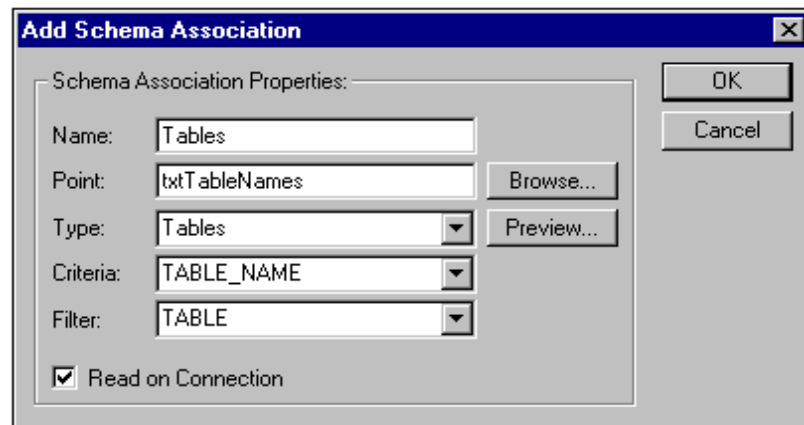 Add Schema Association
Schema Association Properties:
OK
Name: Tables
Cancel
Point: txtTableNames Browse...
Type: Tables Preview...
Criteria: TABLE_NAME
Filter: TABLE
Read on Connection